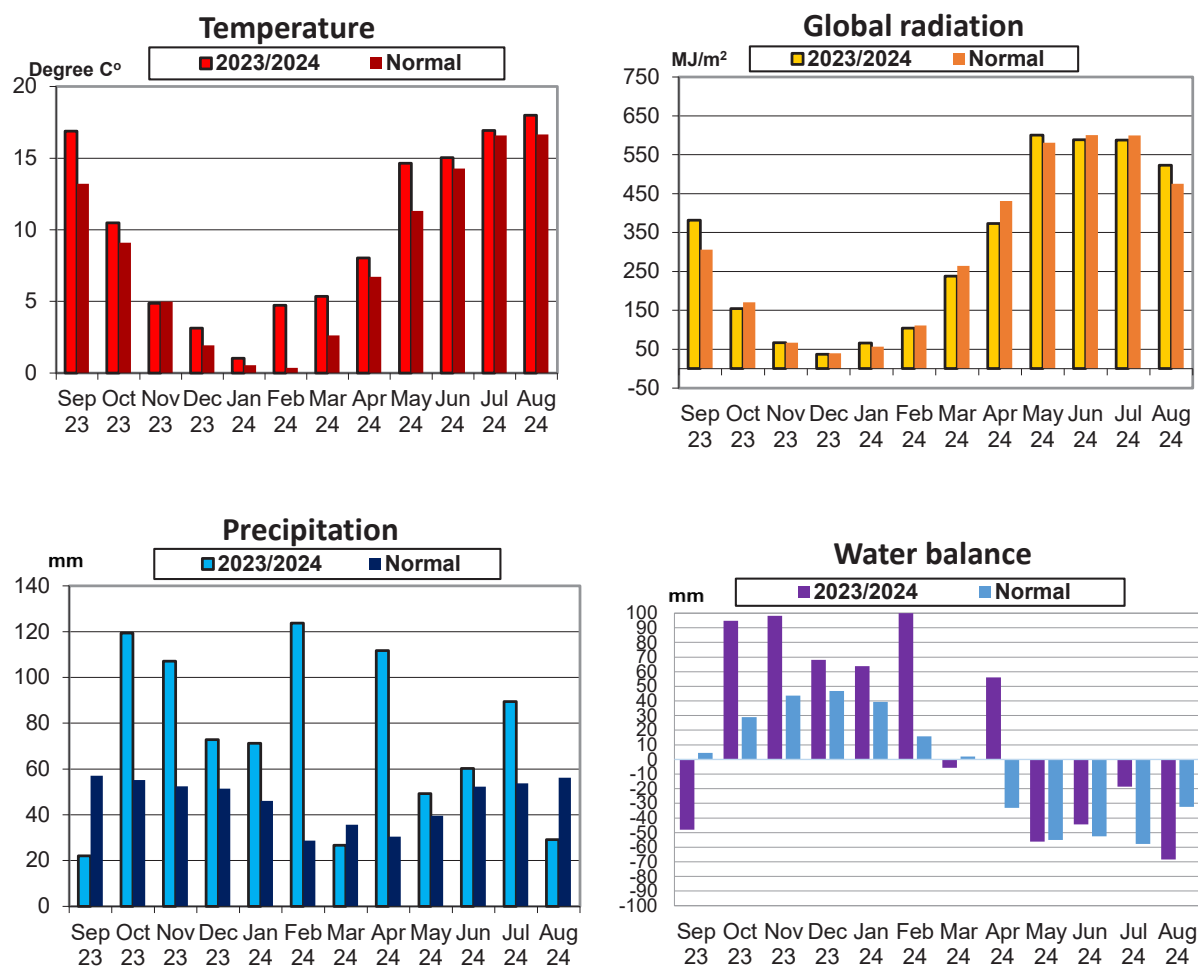 Temperature
2023/2024 Normal
Degree Cº
20
15
10
5
0
Sep Oct Nov Dec Jan Feb Mar Apr May Jun Jul Aug
23 23 23 23 24 24 24 24 24 24 24 24
Global radiation
MJ/m²
2023/2024 Normal
750
650
550
450
350
250
150
50
-50
Sep Oct Nov Dec Jan Feb Mar Apr May Jun Jul Aug
23 23 23 23 24 24 24 24 24 24 24 24
Precipitation
mm
2023/2024 Normal
140
120
100
80
60
40
20
0
Sep Oct Nov Dec Jan Feb Mar Apr May Jun Jul Aug
23 23 23 23 24 24 24 24 24 24 24 24
Water balance
mm
2023/2024 Normal
100
90
80
70
60
50
40
30
20
10
0
-10
-20
-30
-40
-50
-60
-70
-80
-90
-100
Sep Oct Nov Dec Jan Feb Mar Apr May Jun Jul Aug
23 23 23 23 24 24 24 24 24 24 24 24